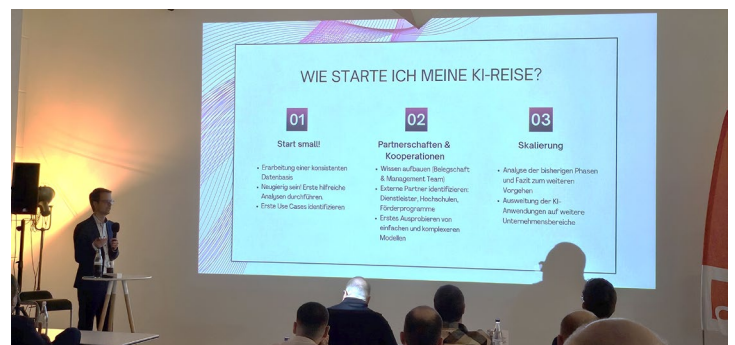 WIE STARTE ICH MEINE KI-REISE?
01
Start small!
• Erarbeitung einer konsistenten
Datenbasis
• Neugierig sein! Erste hilfreiche
Analysen durchführen
• Erste Use Cases identifizieren
02
Partnerschaften &
Kooperationen
• Wissen aufbauen (Belegschaft
& Management Team)
• Externe Partner identifizieren:
Dienstleister, Hochschulen,
Förderprogramme
• Erstes Ausprobieren von
einfachen und komplexeren
Modellen
03
Skalierung
• Analyse der bisherigen Phasen
und Fazit zum weiteren
Vorgehen
• Ausweitung der KI-
Anwendungen auf weitere
Unternehmensbereiche